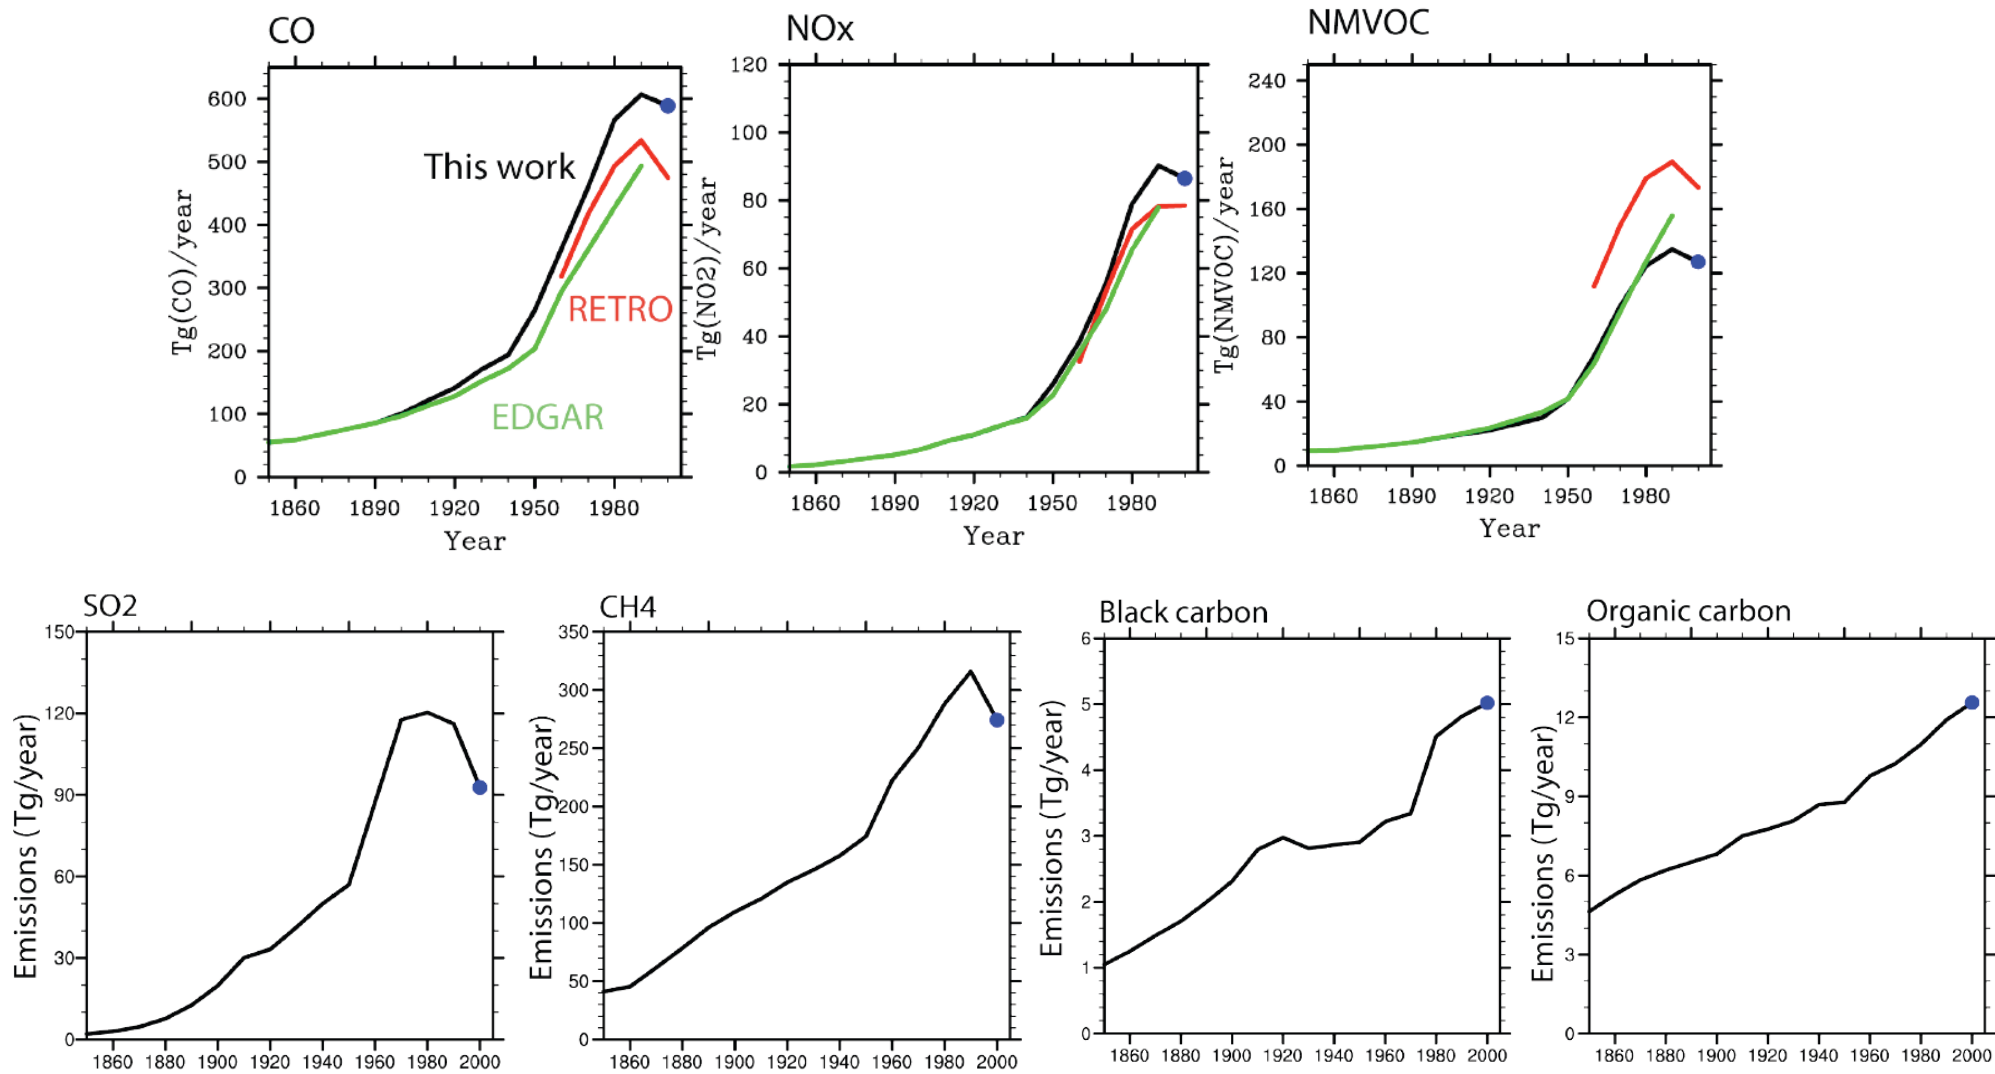 CO
NOx
NMVOC
600
500
400
300
200
100
0
Tg(CO)/year
This work
RETRO
EDGAR
1860 1890 1920 1950 1980
Year
120
100
80
60
40
20
0
Tg(NO2)/year
1860 1890 1920 1950 1980
Year
240
200
160
120
80
40
0
Tg(NMVOC)/year
1860 1890 1920 1950 1980
Year
SO2
CH4
Black carbon
Organic carbon
150
120
90
60
30
0
Emissions (Tg/year)
1860 1880 1900 1920 1940 1960 1980 2000
350
300
250
200
150
100
50
0
Emissions (Tg/year)
1860 1880 1900 1920 1940 1960 1980 2000
6
5
4
3
2
1
0
Emissions (Tg/year)
1860 1880 1900 1920 1940 1960 1980 2000
15
12
9
6
3
0
Emissions (Tg/year)
1860 1880 1900 1920 1940 1960 1980 2000